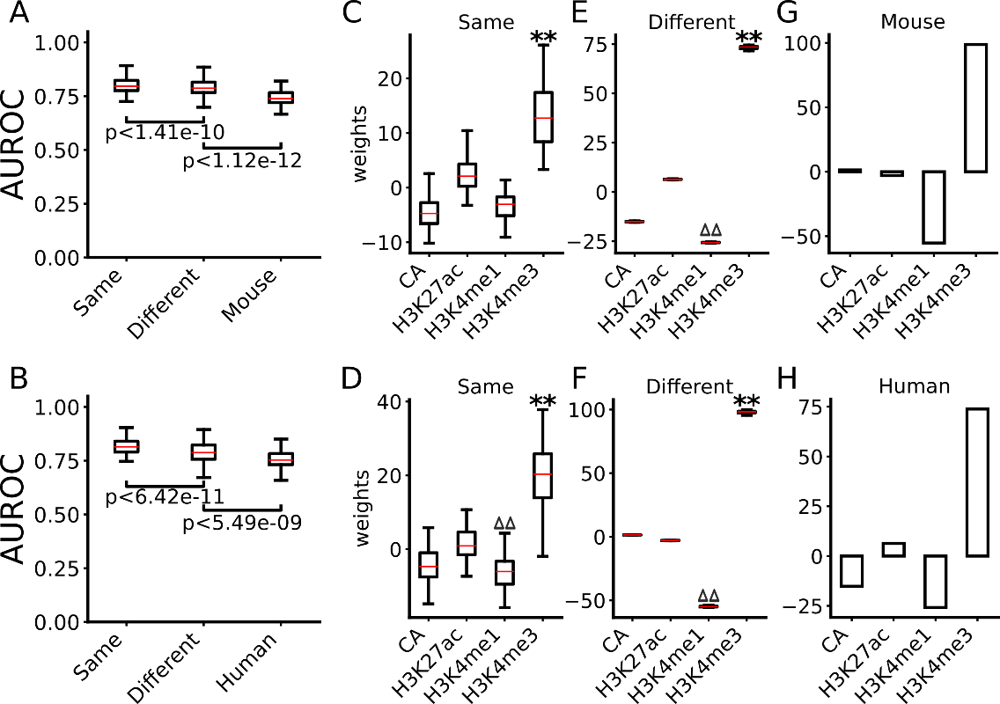 A
AUROC
1.00
0.75
0.50
0.25
0.00
p<1.41e-10
p<1.12e-12
Same
Different
Mouse
C
Same
**
weights
20
10
0
−10
CA
H3K27ac
H3K4me1
H3K4me3
E
Different
**
75
50
25
0
−25
ΔΔ
CA
H3K27ac
H3K4me1
H3K4me3
G
Mouse
100
50
0
−50
CA
H3K27ac
H3K4me1
H3K4me3
B
AUROC
1.00
0.75
0.50
0.25
0.00
p<6.42e-11
p<5.49e-09
Same
Different
Human
D
Same
**
weights
40
20
0
ΔΔ
CA
H3K27ac
H3K4me1
H3K4me3
F
Different
**
100
50
0
−50
ΔΔ
CA
H3K27ac
H3K4me1
H3K4me3
H
Human
75
50
25
0
−25
CA
H3K27ac
H3K4me1
H3K4me3